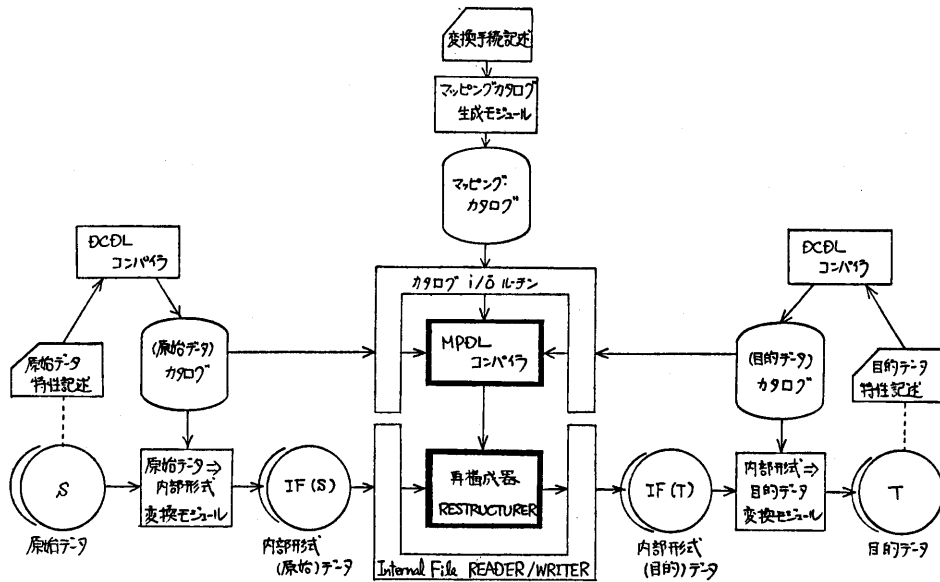 変換手続記述
マッピングカタログ
生成モジュール
マッピング・
カタログ
DCDL
コンパイラ
DCDL
コンパイラ
カタログ i/o ルーチン
原始データ
特性記述
(原始データ)
カタログ
MPDL
コンパイラ
(目的データ)
カタログ
目的データ
特性記述
S
原始データ
原始データ⇒
内部形式
変換モジュール
IF(S)
内部形式
(原始)データ
再構成器
RESTRUCTURER
Internal File READER/WRITER
IF(T)
内部形式
(目的)データ
内部形式⇒
目的データ
変換モジュール
T
目的データ